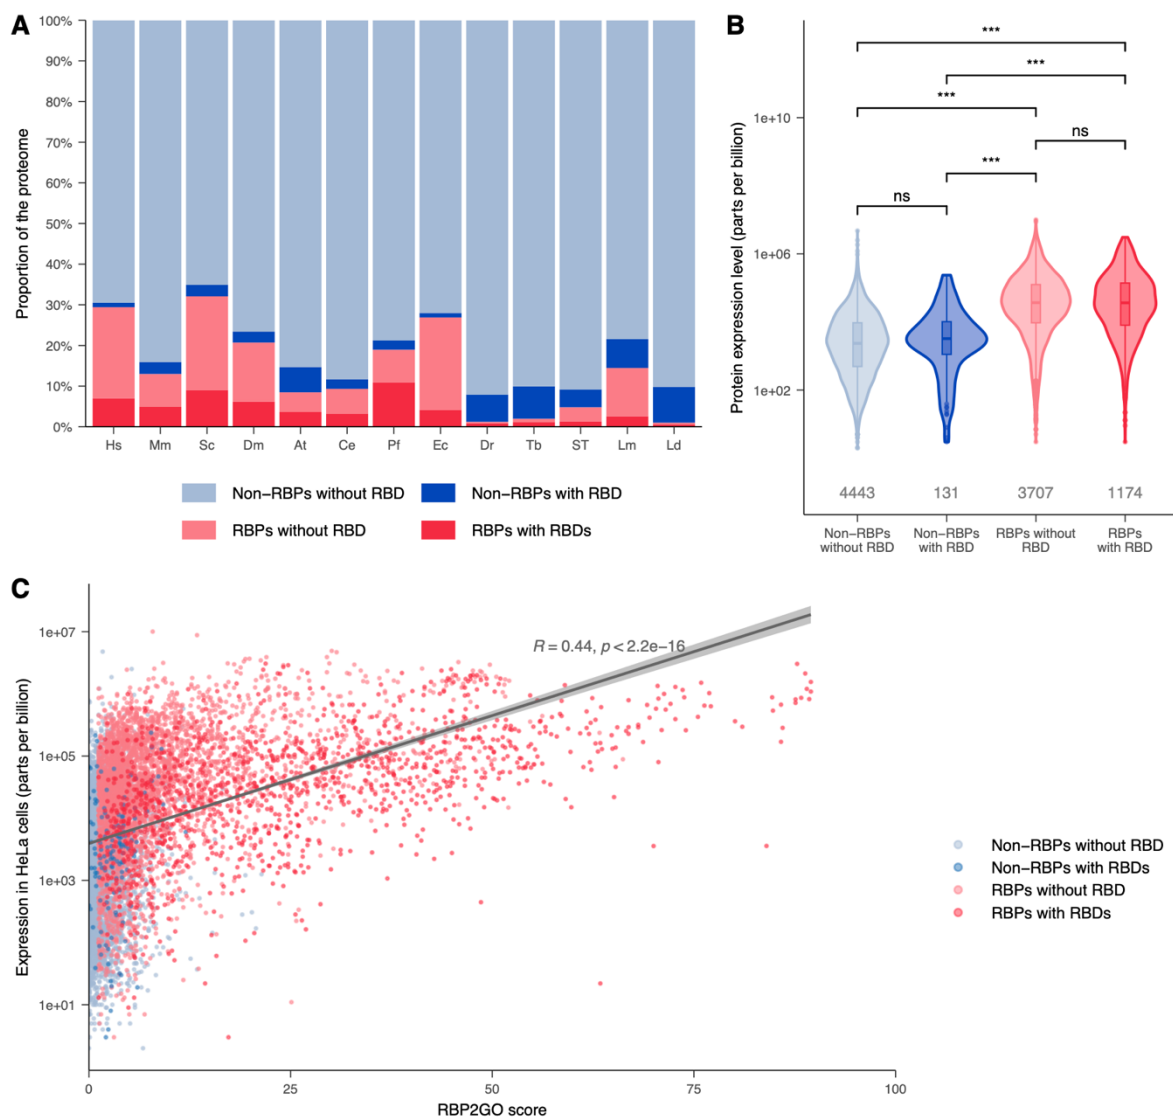 A
Proportion of the proteome
100%
90%
80%
70%
60%
50%
40%
30%
20%
10%
0%
Hs Mm Sc Dm At Ce Pf Ec Dr Tb ST Lm Ld
Non-RBPs without RBD
Non-RBPs with RBD
RBPs without RBD
RBPs with RBDs
B
Protein expression level (parts per billion)
1e+10
1e+06
1e+02
***
***
***
ns
***
ns
4443 131 3707 1174
Non-RBPs without RBD
Non-RBPs with RBD
RBPs without RBD
RBPs with RBD
C
Expression in HeLa cells (parts per billion)
1e+07
1e+05
1e+03
1e+01
R = 0.44, p < 2.2e−16
0 25 50 75 100
RBP2GO score
Non-RBPs without RBD
Non-RBPs with RBDs
RBPs without RBD
RBPs with RBDs